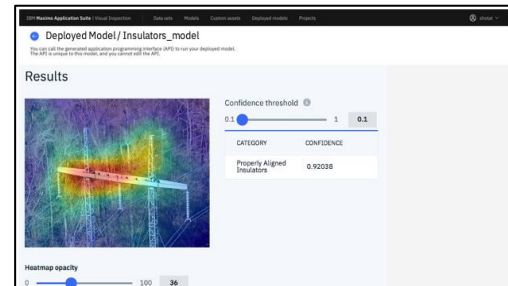 IBM Maximo Application Suite | Visual Inspection Data sets Models Custom assets Deployed models Projects
Deployed Model / Insulators_model
You can call the generated application programming interface (API) to run your deployed model.
The API is unique to this model, and you cannot edit the API.
Results
Confidence threshold
0.1 1 0.1
CATEGORY CONFIDENCE
Properly Aligned
Insulators 0.92038
Heatmap opacity
0 100 36